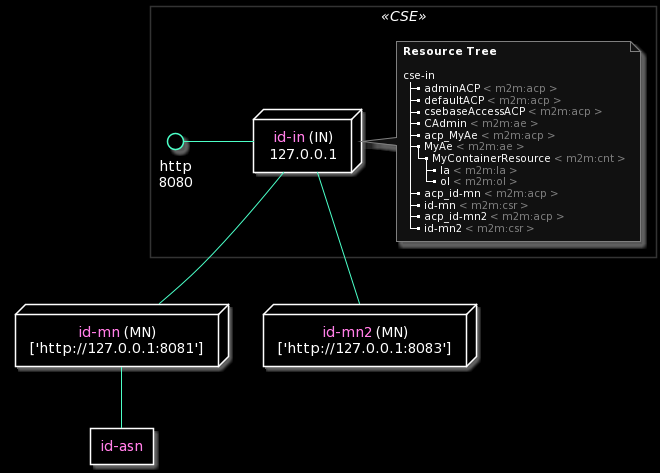 «CSE»
Resource Tree
cse-in
adminACP < m2m:acp >
defaultACP < m2m:acp >
csebaseAccessACP < m2m:acp >
CAdmin < m2m:ae >
acp_MyAe < m2m:acp >
MyAe < m2m:ae >
MyContainerResource < m2m:cnt >
la < m2m:la >
ol < m2m:ol >
acp_id-mn < m2m:acp >
id-mn < m2m:csr >
acp_id-mn2 < m2m:acp >
id-mn2 < m2m:csr >
id-in (IN)
127.0.0.1
http
8080
id-mn (MN)
['http://127.0.0.1:8081']
id-mn2 (MN)
['http://127.0.0.1:8083']
id-asn